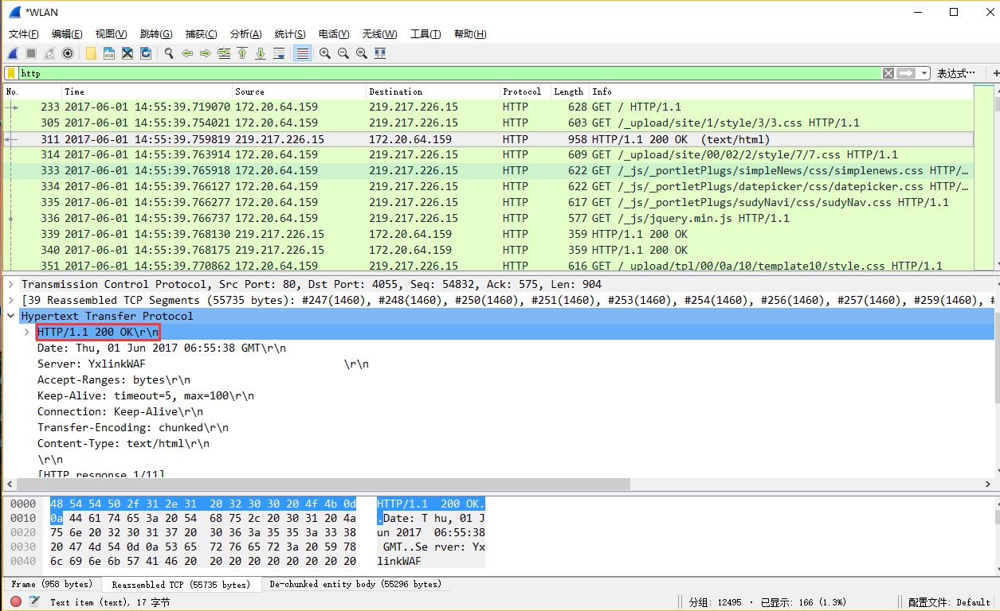 *WLAN
文件(F) 编辑(E) 视图(V) 跳转(G) 捕获(C) 分析(A) 统计(S) 电话(Y) 无线(W) 工具(T) 帮助(H)
http 表达式…
No. Time Source Destination Protocol Length Info
233 2017-06-01 14:55:39.719070 172.20.64.159 219.217.226.15 HTTP 628 GET / HTTP/1.1
305 2017-06-01 14:55:39.754021 172.20.64.159 219.217.226.15 HTTP 603 GET /_upload/site/1/style/3/3.css HTTP/1.1
311 2017-06-01 14:55:39.759819 219.217.226.15 172.20.64.159 HTTP 958 HTTP/1.1 200 OK (text/html)
314 2017-06-01 14:55:39.763914 172.20.64.159 219.217.226.15 HTTP 609 GET /_upload/site/00/02/2/style/7/7.css HTTP/1.1
333 2017-06-01 14:55:39.765918 172.20.64.159 219.217.226.15 HTTP 622 GET /_js/_portletPlugs/simpleNews/css/simplenews.css HTTP/…
334 2017-06-01 14:55:39.766127 172.20.64.159 219.217.226.15 HTTP 622 GET /_js/_portletPlugs/datepicker/css/datepicker.css HTTP/…
335 2017-06-01 14:55:39.766277 172.20.64.159 219.217.226.15 HTTP 617 GET /_js/_portletPlugs/sudyNavi/css/sudyNav.css HTTP/1.1
336 2017-06-01 14:55:39.766737 172.20.64.159 219.217.226.15 HTTP 577 GET /_js/jquery.min.js HTTP/1.1
339 2017-06-01 14:55:39.768130 219.217.226.15 172.20.64.159 HTTP 359 HTTP/1.1 200 OK
340 2017-06-01 14:55:39.768175 219.217.226.15 172.20.64.159 HTTP 359 HTTP/1.1 200 OK
351 2017-06-01 14:55:39.770862 172.20.64.159 219.217.226.15 HTTP 616 GET /_upload/tpl/00/0a/10/template10/style.css HTTP/1.1
Transmission Control Protocol, Src Port: 80, Dst Port: 4055, Seq: 54832, Ack: 575, Len: 904
[39 Reassembled TCP Segments (55735 bytes): #247(1460), #248(1460), #250(1460), #251(1460), #253(1460), #254(1460), #256(1460), #257(1460), #259(1460), #
Hypertext Transfer Protocol
HTTP/1.1 200 OK\r\n
Date: Thu, 01 Jun 2017 06:55:38 GMT\r\n
Server: YxlinkWAF \r\n
Accept-Ranges: bytes\r\n
Keep-Alive: timeout=5, max=100\r\n
Connection: Keep-Alive\r\n
Transfer-Encoding: chunked\r\n
Content-Type: text/html\r\n
\r\n
[HTTP response 1/11]
0000 48 54 54 50 2f 31 2e 31 20 32 30 30 20 4f 4b 0d HTTP/1.1 200 OK.
0010 0a 44 61 74 65 3a 20 54 68 75 2c 20 30 31 20 4a .Date: T hu, 01 J
0020 75 6e 20 32 30 31 37 20 30 36 3a 35 35 3a 33 38 un 2017 06:55:38
0030 20 47 4d 54 0d 0a 53 65 72 76 65 72 3a 20 59 78 GMT..Se rver: Yx
0040 6c 69 6e 6b 57 41 46 20 20 20 20 20 20 20 20 20 linkWAF
Frame (958 bytes) Reassembled TCP (55735 bytes) De-chunked entity body (55296 bytes)
Text item (text), 17 字节 分组: 12495 · 已显示: 166 (1.3%) 配置文件: Default